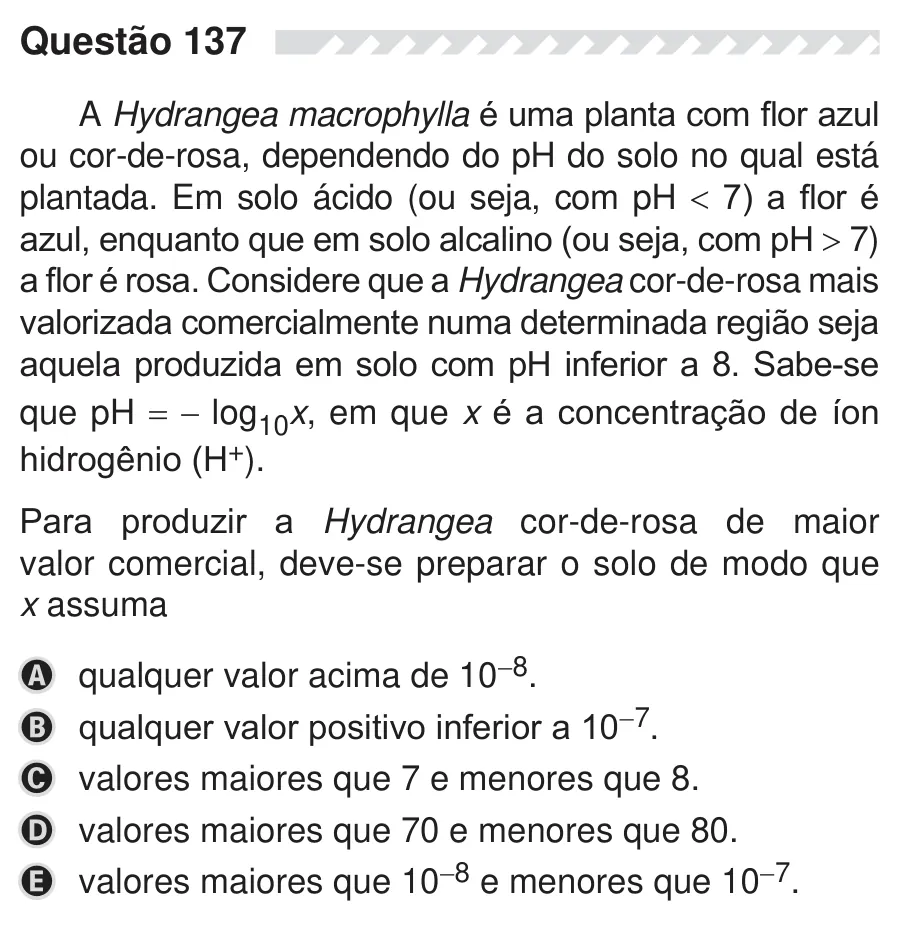 Questão 137
A Hydrangea macrophylla é uma planta com flor azul
ou cor-de-rosa, dependendo do pH do solo no qual está
plantada. Em solo ácido (ou seja, com pH < 7) a flor é
azul, enquanto que em solo alcalino (ou seja, com pH > 7)
a flor é rosa. Considere que a Hydrangea cor-de-rosa mais
valorizada comercialmente numa determinada região seja
aquela produzida em solo com pH inferior a 8. Sabe-se
que pH = – log₁₀x, em que x é a concentração de íon
hidrogênio (H⁺).
Para produzir a Hydrangea cor-de-rosa de maior
valor comercial, deve-se preparar o solo de modo que
x assuma
A qualquer valor acima de 10⁻⁸.
B qualquer valor positivo inferior a 10⁻⁷.
C valores maiores que 7 e menores que 8.
D valores maiores que 70 e menores que 80.
E valores maiores que 10⁻⁸ e menores que 10⁻⁷.